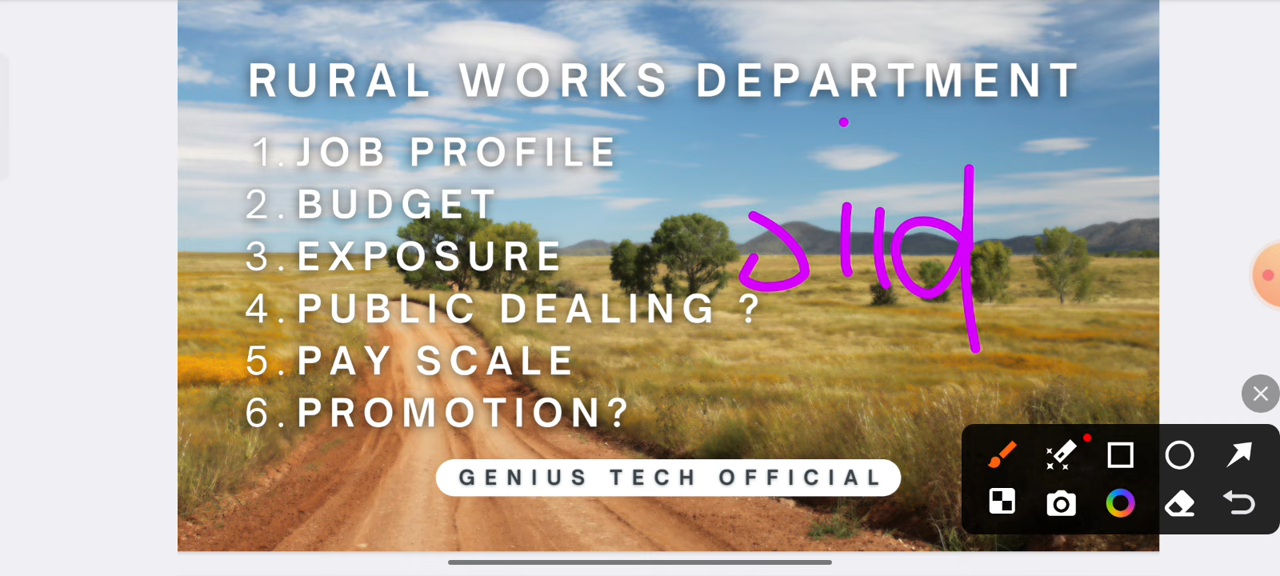 RURAL WORKS DEPARTMENT
1. JOB PROFILE
2. BUDGET
3. EXPOSURE
4. PUBLIC DEALING ?
5. PAY SCALE
6. PROMOTION?
GENIUS TECH OFFICIAL